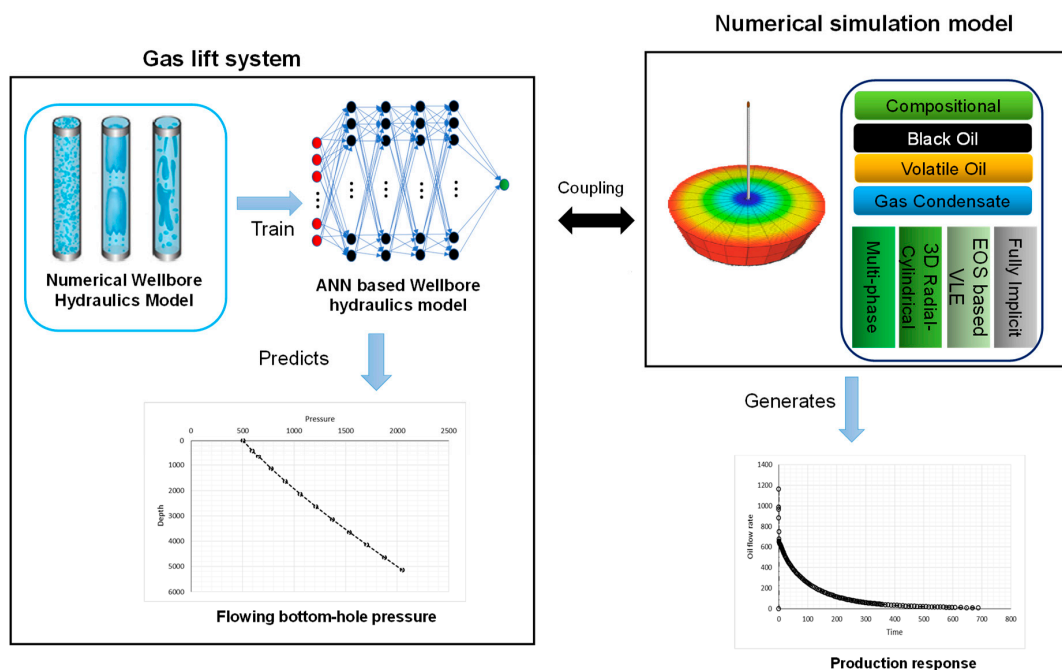 Gas lift system
Numerical simulation model
Numerical Wellbore
Hydraulics Model
Train
ANN based Wellbore
hydraulics model
Predicts
Pressure
0 500 1000 1500 2000 2500
0
1000
2000
3000
4000
5000
6000
Depth
Flowing bottom-hole pressure
Coupling
Compositional
Black Oil
Volatile Oil
Gas Condensate
Multi-phase
3D Radial-
Cylindrical
EOS based
VLE
Fully Implicit
Generates
1400
1200
1000
800
600
400
200
0
Oil flow rate
0 100 200 300 400 500 600 700 800
Time
Production response